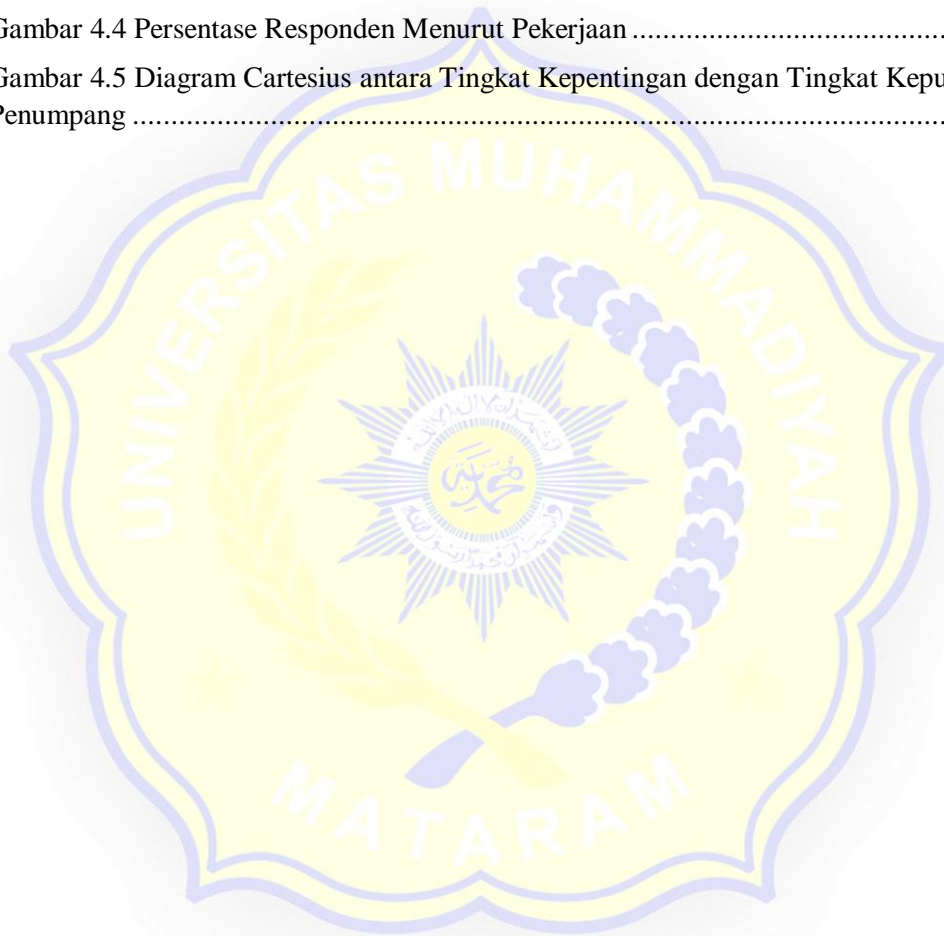 Gambar 4.4 Persentase Responden Menurut Pekerjaan ........................................
Gambar 4.5 Diagram Cartesius antara Tingkat Kepentingan dengan Tingkat Kepu
Penumpang .........................................................................................................
UNIVERSITAS MUHAMMADIYAH
MATARAM